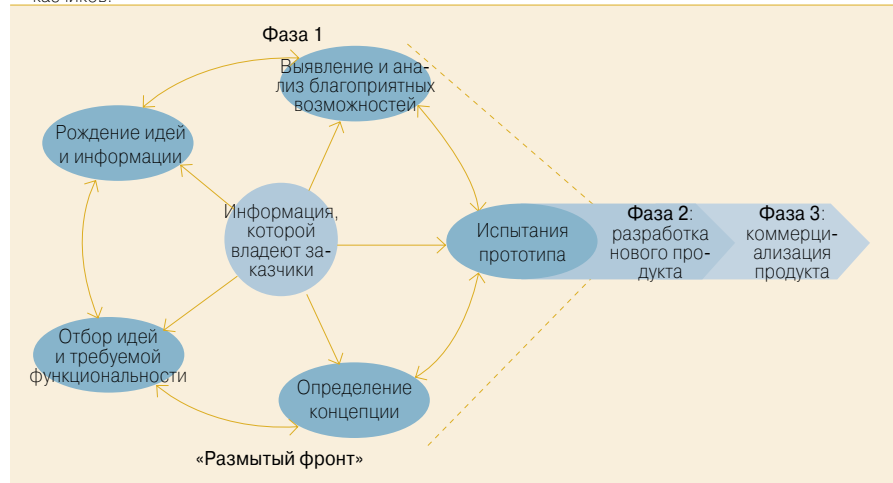 Фаза 1
Выявление и ана-
лиз благоприятных
возможностей
Рождение идей
и информации
Информация,
которой
владеют за-
казчики
Испытания
прототипа
Фаза 2:
разработка
нового про-
дукта
Фаза 3:
коммерци-
ализация
продукта
Отбор идей
и требуемой
функциональности
Определение
концепции
«Размытый фронт»